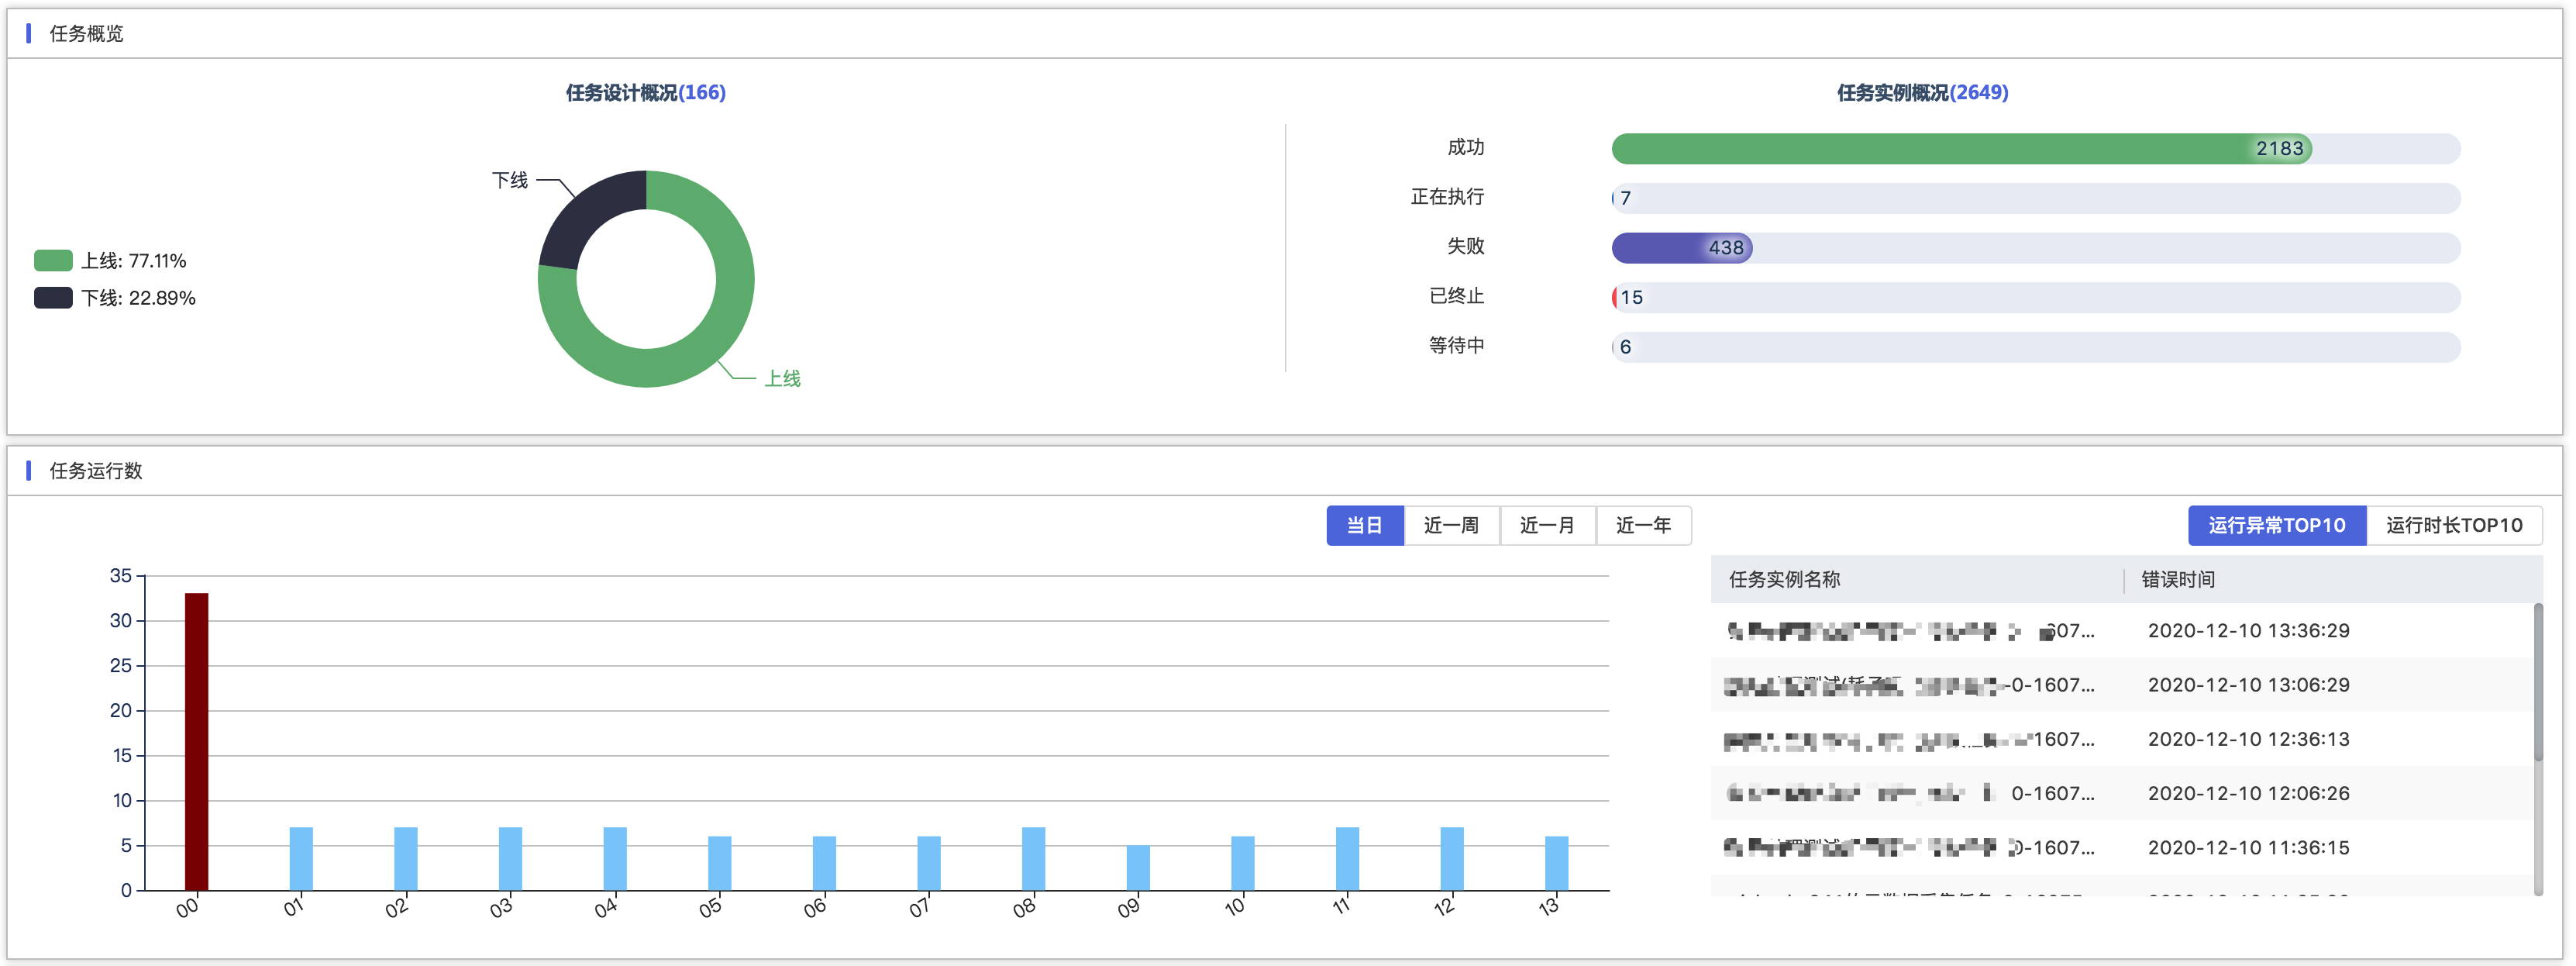 任务概览
任务设计概况(166)
下线
上线: 77.11%
下线: 22.89%
上线
任务实例概况(2649)
成功 2183
正在执行 7
失败 438
已终止 15
等待中 6
任务运行数
当日 近一周 近一月 近一年
35
30
25
20
15
10
5
0
00 01 02 03 04 05 06 07 08 09 10 11 12 13
运行异常TOP10 运行时长TOP10
任务实例名称 错误时间
607... 2020-12-10 13:36:29
-0-1607... 2020-12-10 13:06:29
-1607... 2020-12-10 12:36:13
0-1607... 2020-12-10 12:06:26
0-1607... 2020-12-10 11:36:15